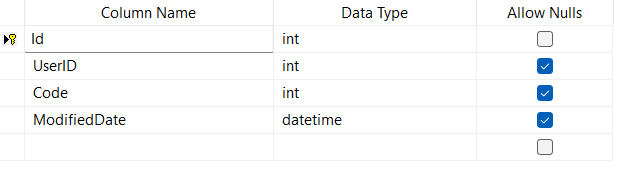 Column Name Data Type Allow Nulls
Id int
UserID int
Code int
ModifiedDate datetime